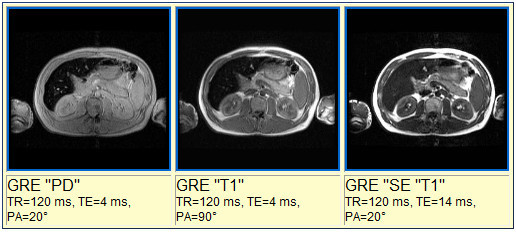 GRE "PD"
TR=120 ms, TE=4 ms,
PA=20°
GRE "T1"
TR=120 ms, TE=4 ms,
PA=90°
GRE "SE "T1"
TR=120 ms, TE=14 ms,
PA=20°